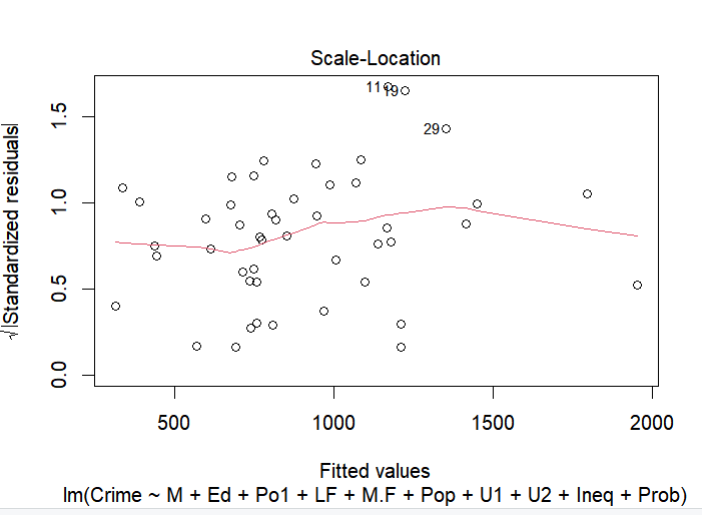 Scale-Location
11 19
29
√|Standardized residuals|
0.0 0.5 1.0 1.5
500 1000 1500 2000
Fitted values
lm(Crime ~ M + Ed + Po1 + LF + M.F + Pop + U1 + U2 + Ineq + Prob)